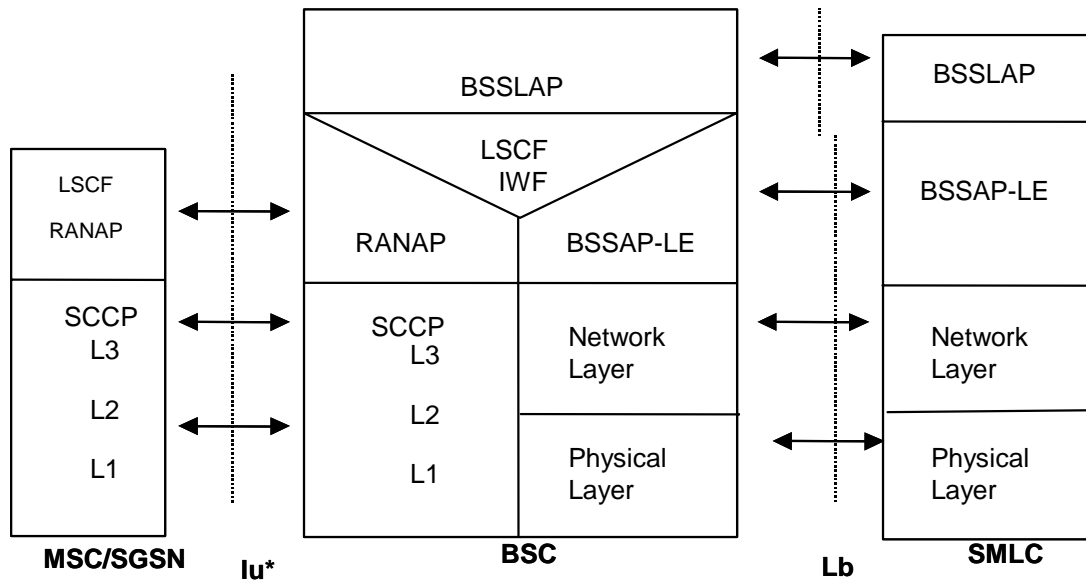 BSSLAP
BSSLAP
LSCF
IWF
LSCF
RANAP
BSSAP-LE
RANAP
BSSAP-LE
SCCP
L3
L2
L1
SCCP
L3
L2
L1
Network
Layer
Physical
Layer
Network
Layer
Physical
Layer
MSC/SGSN
Iu*
BSC
Lb
SMLC